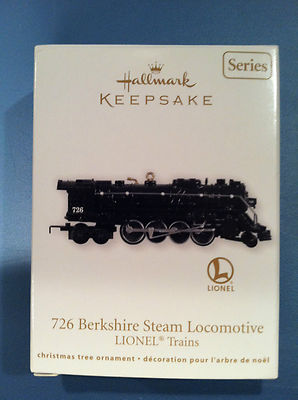 Hallmark
KEEPSAKE
Series
726
LIONEL
726 Berkshire Steam Locomotive
LIONEL® Trains
christmas tree ornament • décoration pour l'arbre de noël